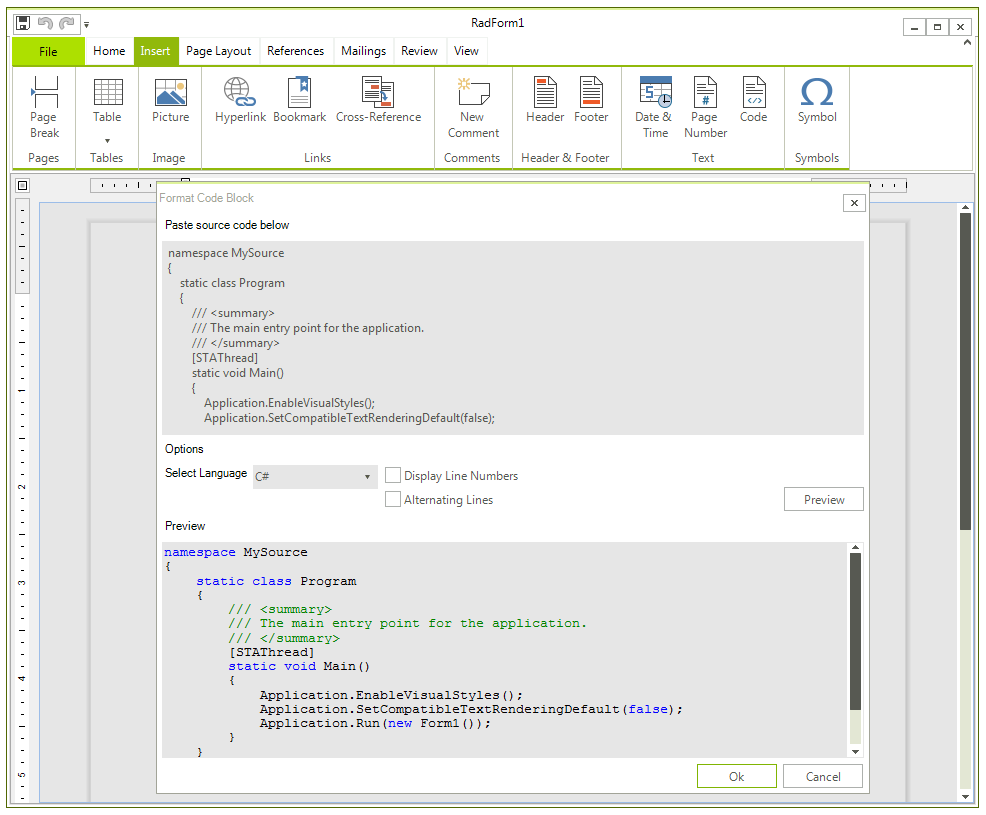 RadForm1
File Home Insert Page Layout References Mailings Review View
Page Break
Table
Picture
Hyperlink Bookmark Cross-Reference
New Comment
Header Footer
Date & Time
Page Number
Code
Symbol
Pages Tables Image Links Comments Header & Footer Text Symbols
Format Code Block
Paste source code below
namespace MySource
{
static class Program
{
/// <summary>
/// The main entry point for the application.
/// </summary>
[STAThread]
static void Main()
{
Application.EnableVisualStyles();
Application.SetCompatibleTextRenderingDefault(false);
Options
Select Language C# Display Line Numbers
Alternating Lines
Preview
Preview
namespace MySource
{
static class Program
{
/// <summary>
/// The main entry point for the application.
/// </summary>
[STAThread]
static void Main()
{
Application.EnableVisualStyles();
Application.SetCompatibleTextRenderingDefault(false);
Application.Run(new Form1());
}
}
Ok Cancel
1
2
3
4
5